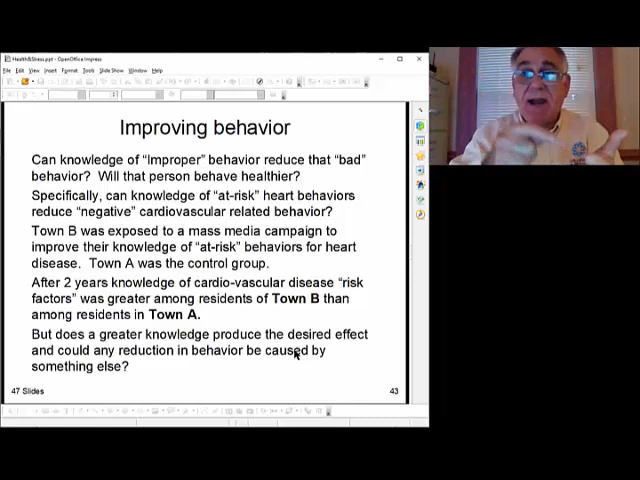 Health&Stress.ppt - OpenOffice Impress
File Edit View Insert Format Tools Slide Show Window Help
Improving behavior
Can knowledge of "Improper" behavior reduce that "bad"
behavior? Will that person behave healthier?
Specifically, can knowledge of "at-risk" heart behaviors
reduce "negative" cardiovascular related behavior?
Town B was exposed to a mass media campaign to
improve their knowledge of "at-risk" behaviors for heart
disease. Town A was the control group.
After 2 years knowledge of cardio-vascular disease "risk
factors" was greater among residents of Town B than
among residents in Town A.
But does a greater knowledge produce the desired effect
and could any reduction in behavior be caused by
something else?
47 Slides
43